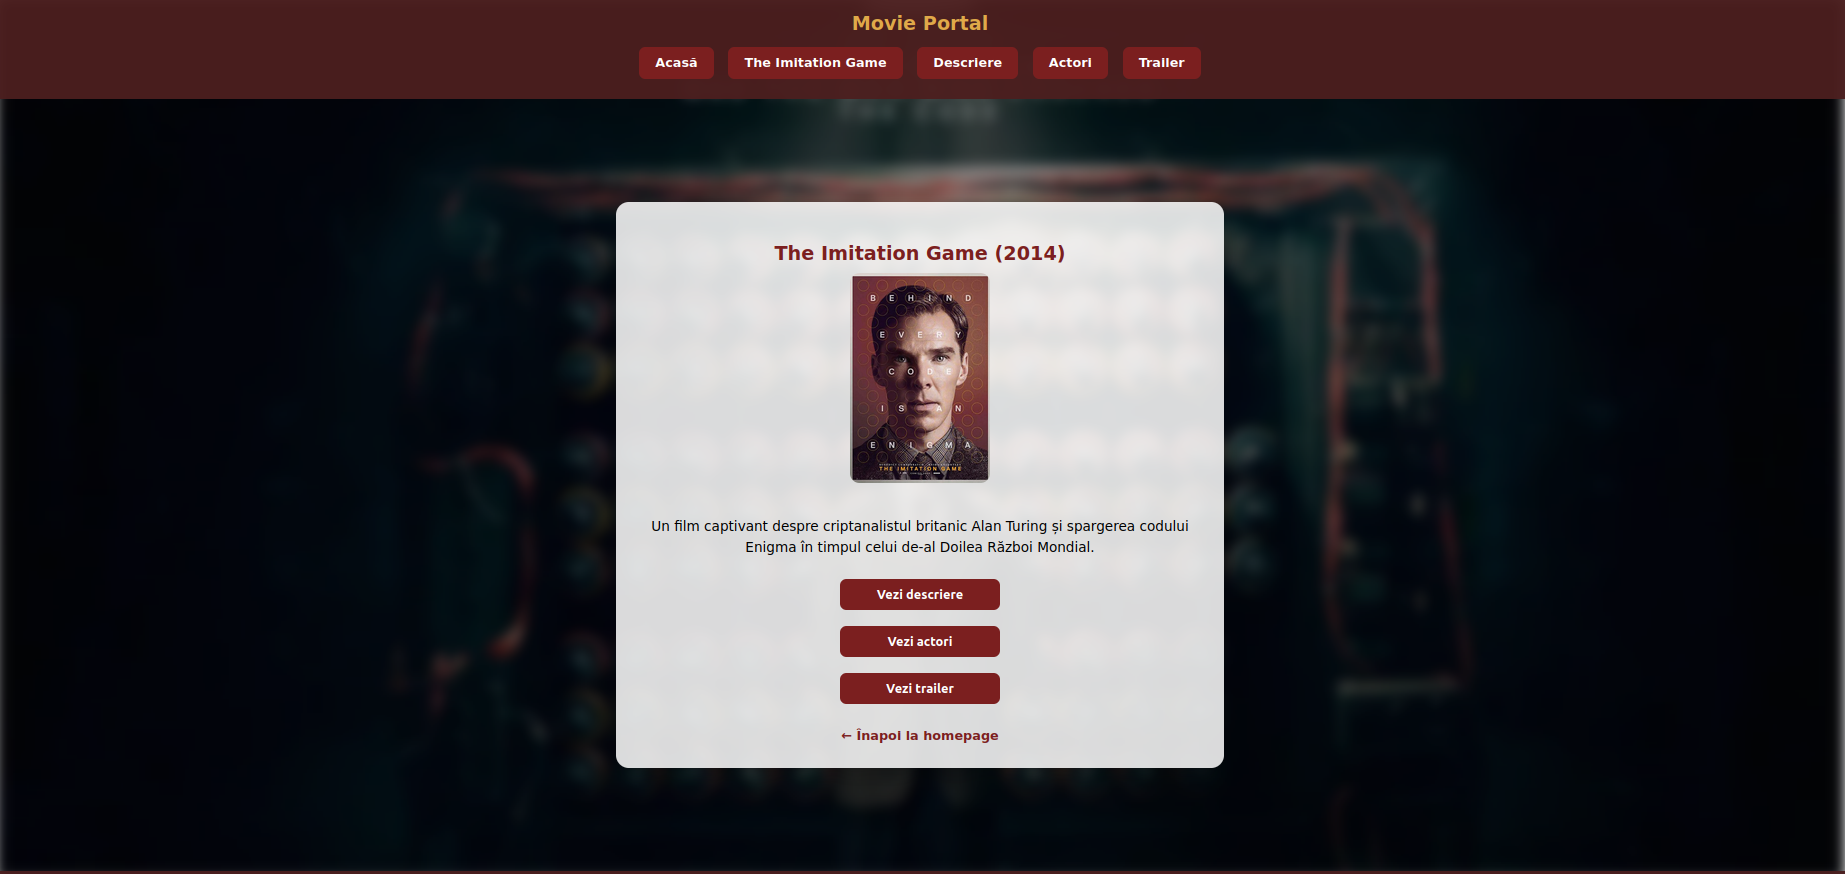 Movie Portal
Acasă The Imitation Game Descriere Actori Trailer
The Imitation Game (2014)
BEHIND
EVERY
CODE
IS AN
ENIGMA
THE IMITATION GAME
Un film captivant despre criptanalistul britanic Alan Turing și spargerea codului
Enigma în timpul celui de-al Doilea Război Mondial.
Vezi descriere
Vezi actori
Vezi trailer
← Înapoi la homepage